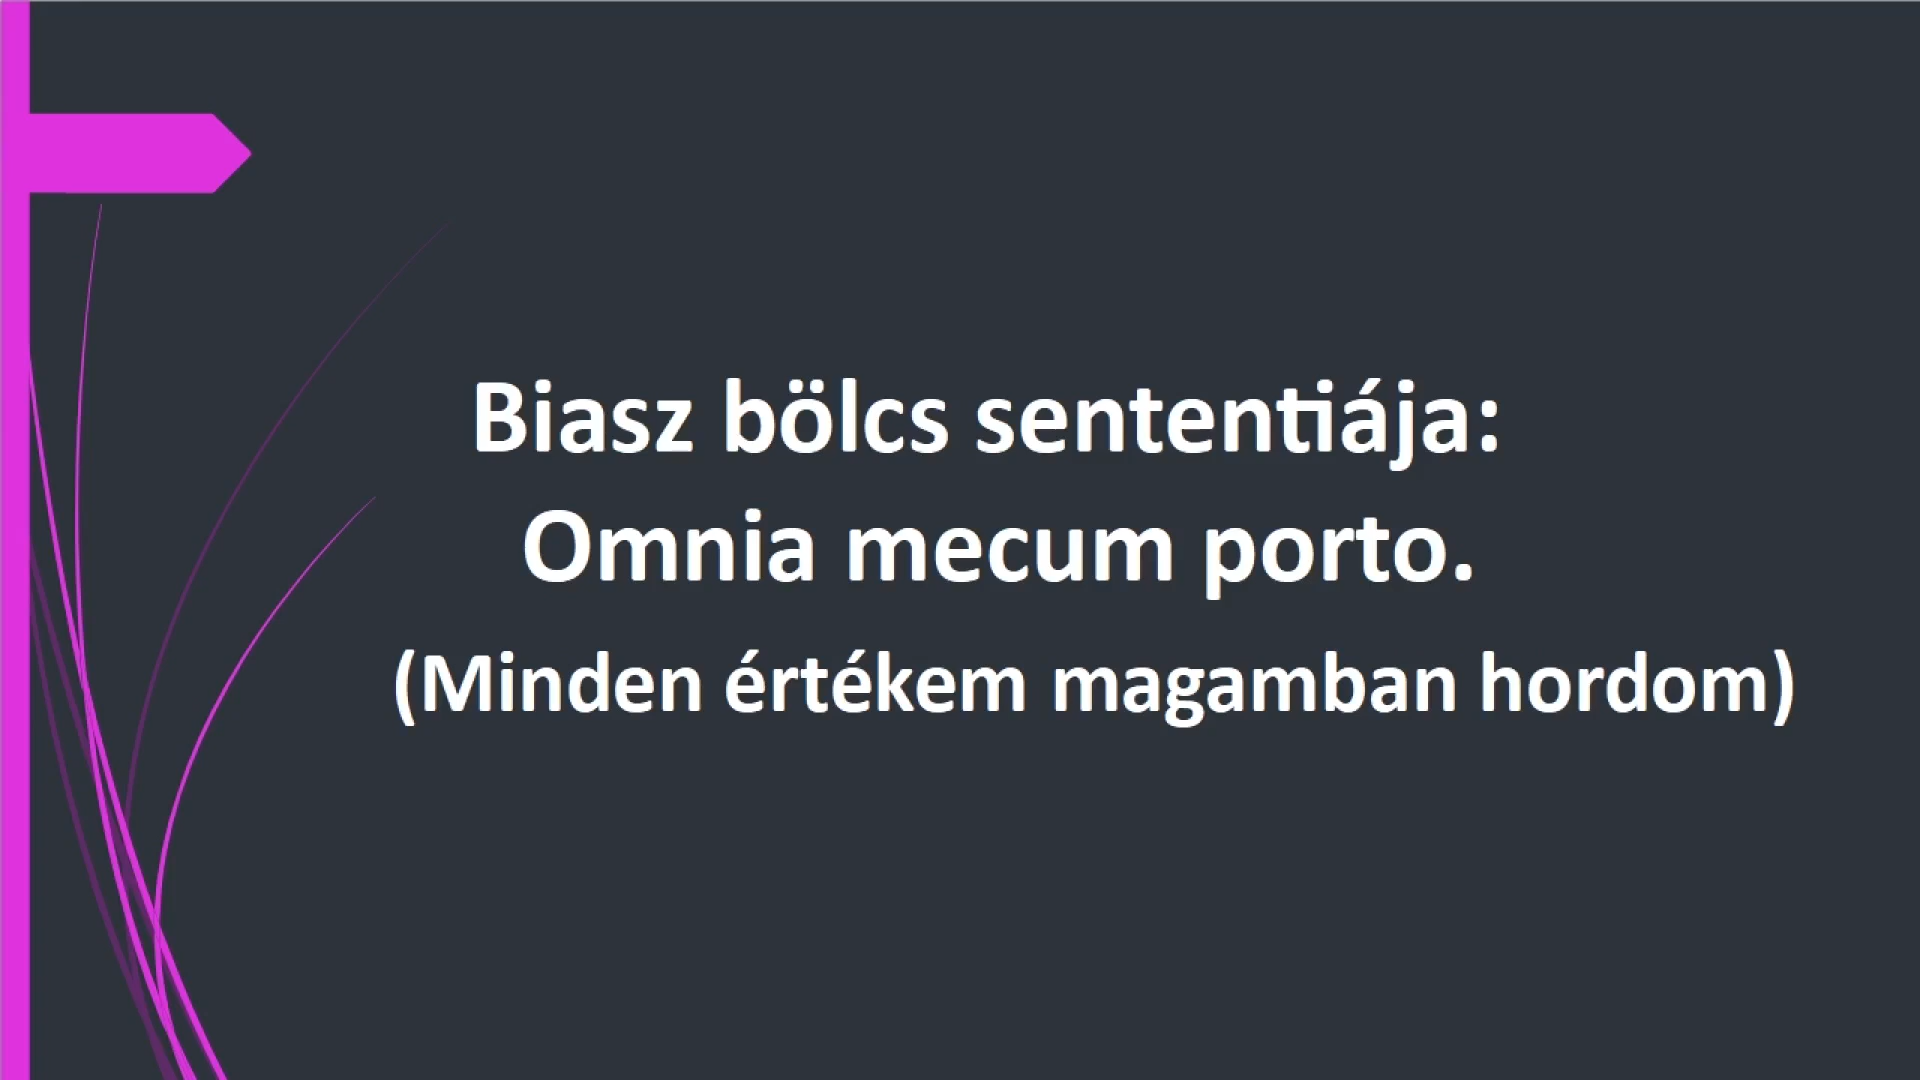 Biasz bölcs sententiája:
Omnia mecum porto.
(Minden értékem magamban hordom)